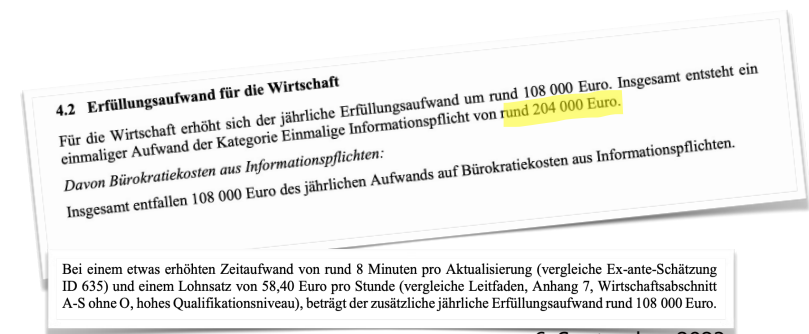 4.2 Erfüllungsaufwand für die Wirtschaft
Für die Wirtschaft erhöht sich der jährliche Erfüllungsaufwand um rund 108 000 Euro. Insgesamt entsteht ein
einmaliger Aufwand der Kategorie Einmalige Informationspflicht von rund 204 000 Euro.
Davon Bürokratiekosten aus Informationspflichten:
Insgesamt entfallen 108 000 Euro des jährlichen Aufwands auf Bürokratiekosten aus Informationspflichten.
Bei einem etwas erhöhten Zeitaufwand von rund 8 Minuten pro Aktualisierung (vergleiche Ex-ante-Schätzung
ID 635) und einem Lohnsatz von 58,40 Euro pro Stunde (vergleiche Leitfaden, Anhang 7, Wirtschaftsabschnitt
A-S ohne O, hohes Qualifikationsniveau), beträgt der zusätzliche jährliche Erfüllungsaufwand rund 108 000 Euro.